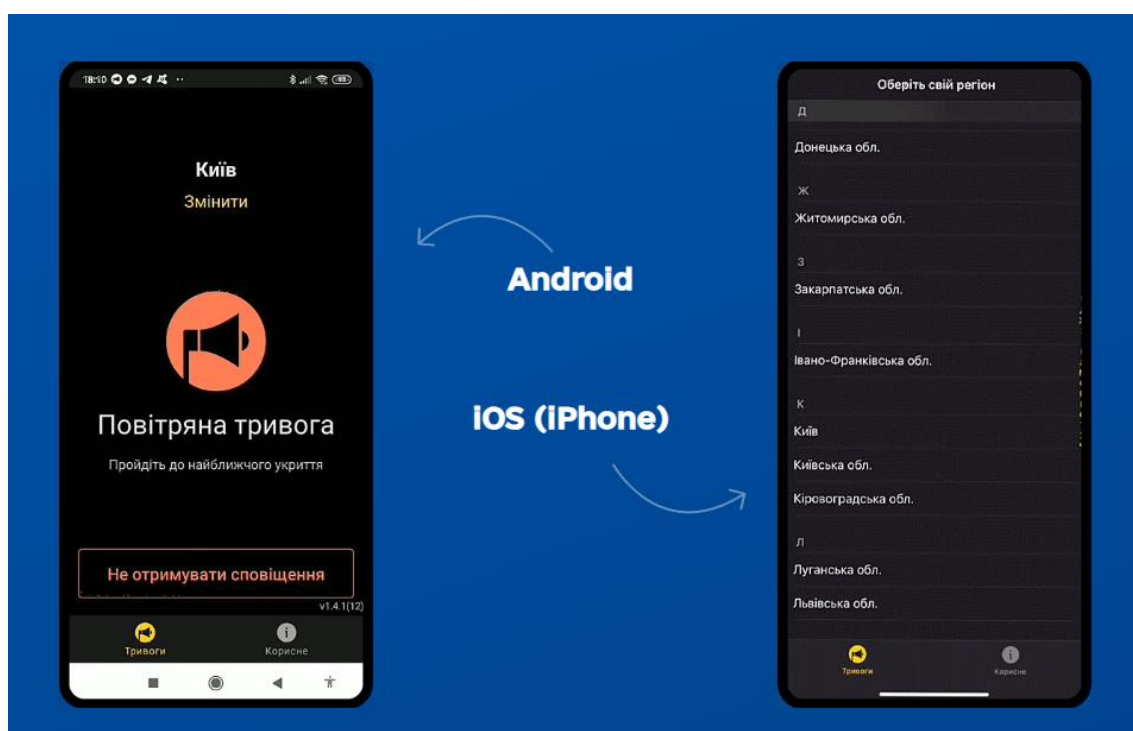 18:10
93
Київ
Змінити
Повітряна тривога
Пройдіть до найближчого укриття
Не отримувати сповіщення
v1.4.1(12)
Тривоги
Корисне
Android
iOS (iPhone)
Оберіть свій регіон
Д
Донецька обл.
Ж
Житомирська обл.
З
Закарпатська обл.
І
Івано-Франківська обл.
К
Київ
Київська обл.
Кіровоградська обл.
Л
Луганська обл.
Львівська обл.
Тривоги
Корисне